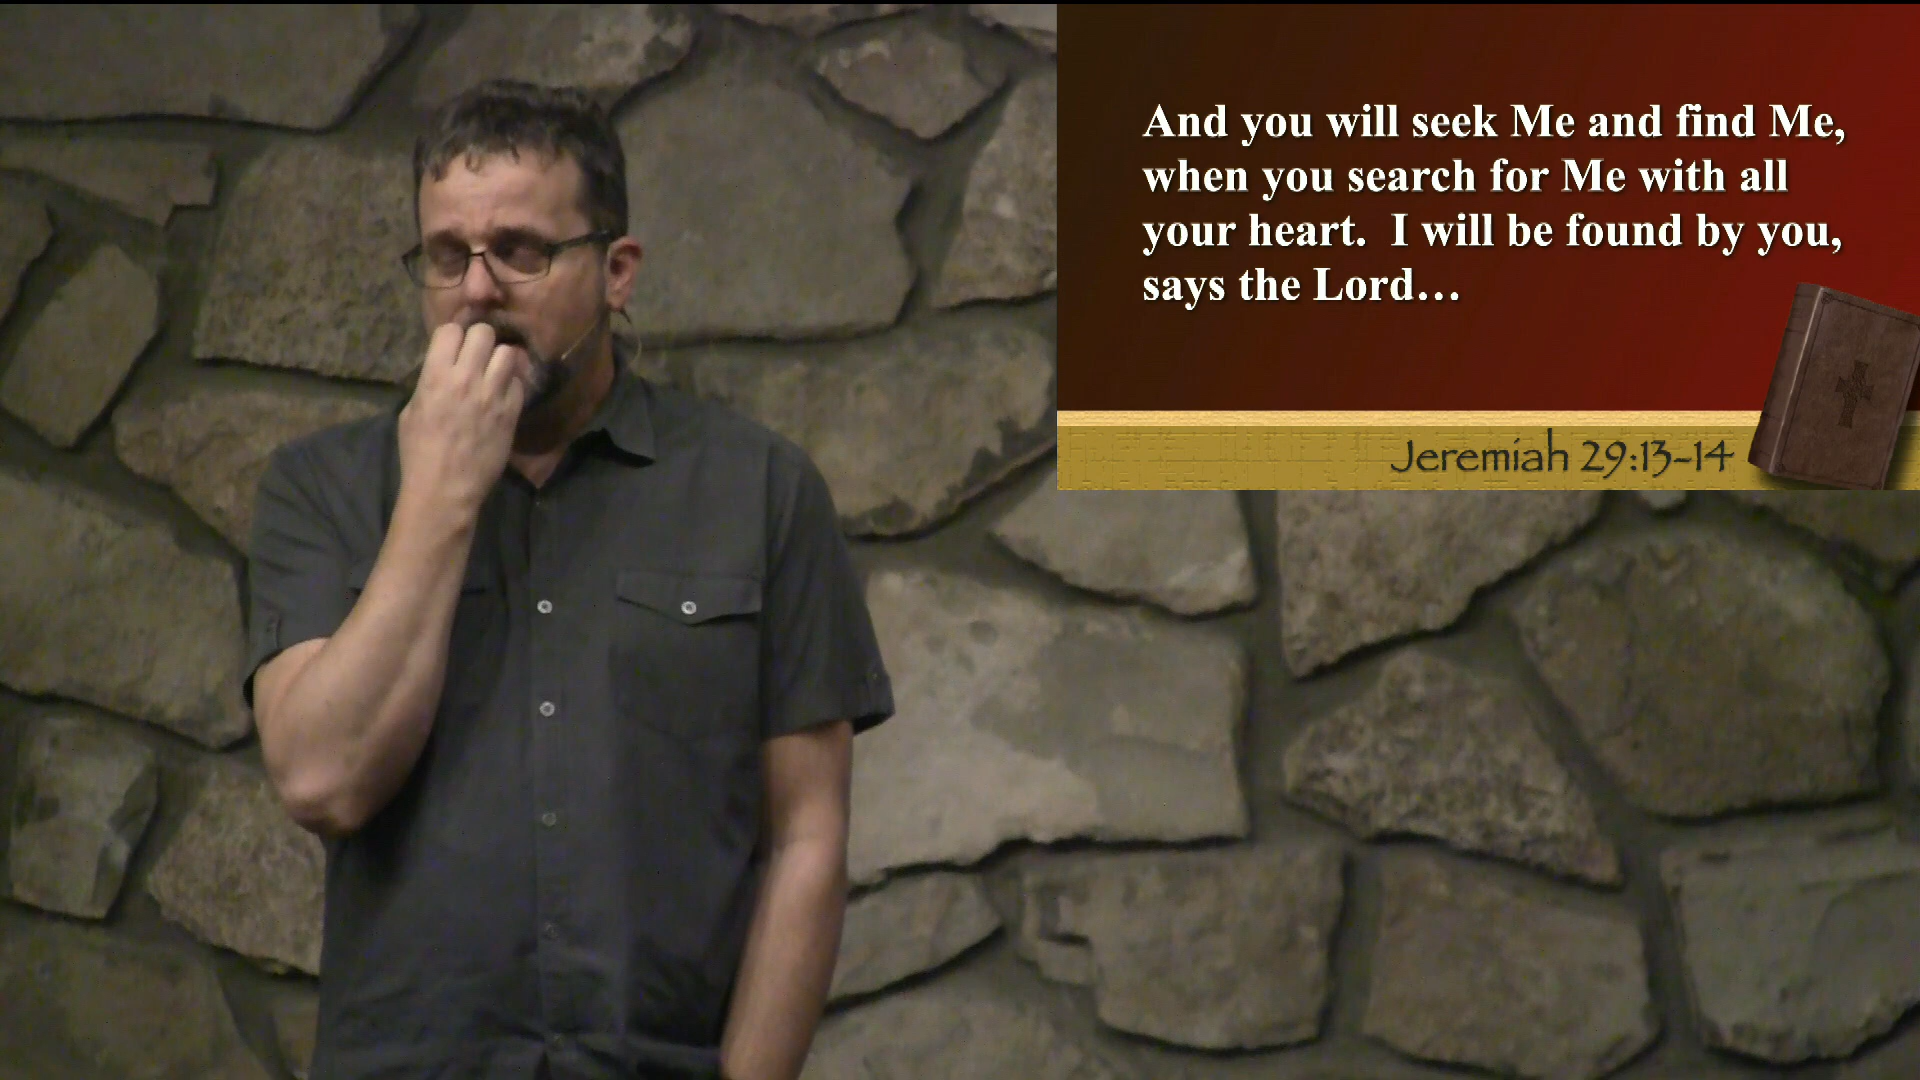 And you will seek Me and find Me,
when you search for Me with all
your heart.  I will be found by you,
says the Lord…
Jeremiah 29:13-14